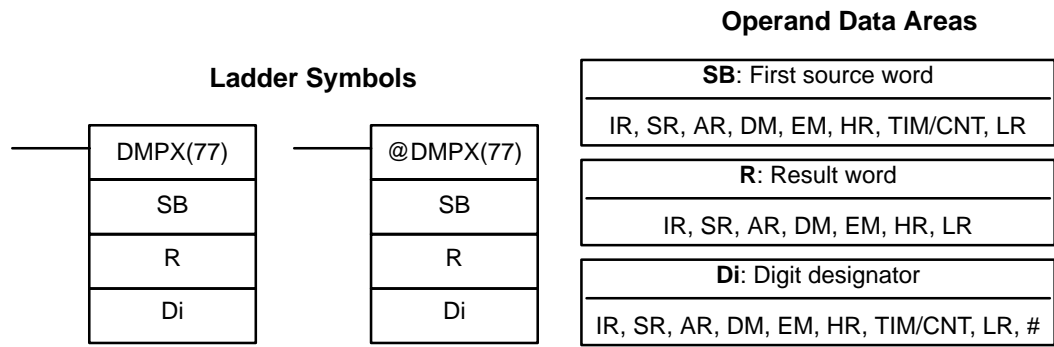 Operand Data Areas
Ladder Symbols
DMPX(77)
SB
R
Di
@DMPX(77)
SB
R
Di
SB: First source word
IR, SR, AR, DM, EM, HR, TIM/CNT, LR
R: Result word
IR, SR, AR, DM, EM, HR, LR
Di: Digit designator
IR, SR, AR, DM, EM, HR, TIM/CNT, LR, #